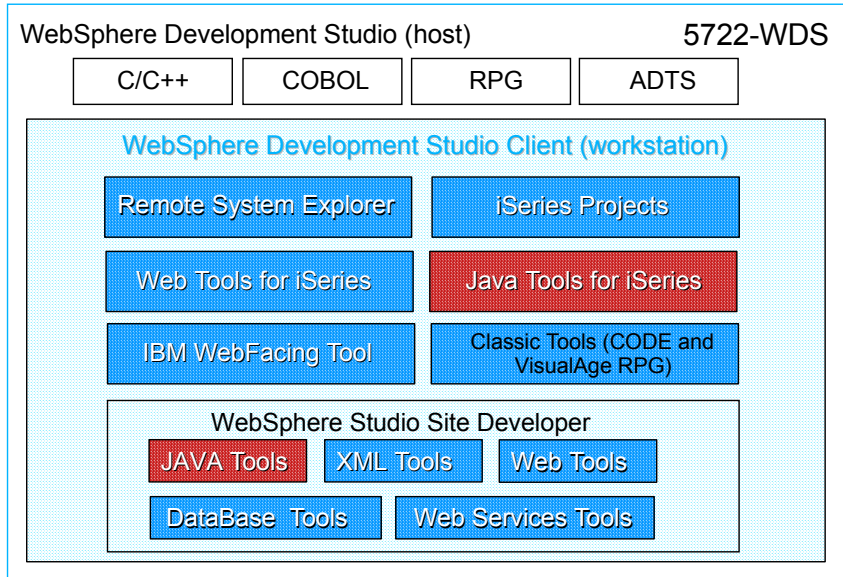 WebSphere Development Studio (host) 5722-WDS
C/C++ COBOL RPG ADTS
WebSphere Development Studio Client (workstation)
Remote System Explorer iSeries Projects
Web Tools for iSeries Java Tools for iSeries
IBM WebFacing Tool Classic Tools (CODE and
VisualAge RPG)
WebSphere Studio Site Developer
JAVA Tools XML Tools Web Tools
DataBase Tools Web Services Tools